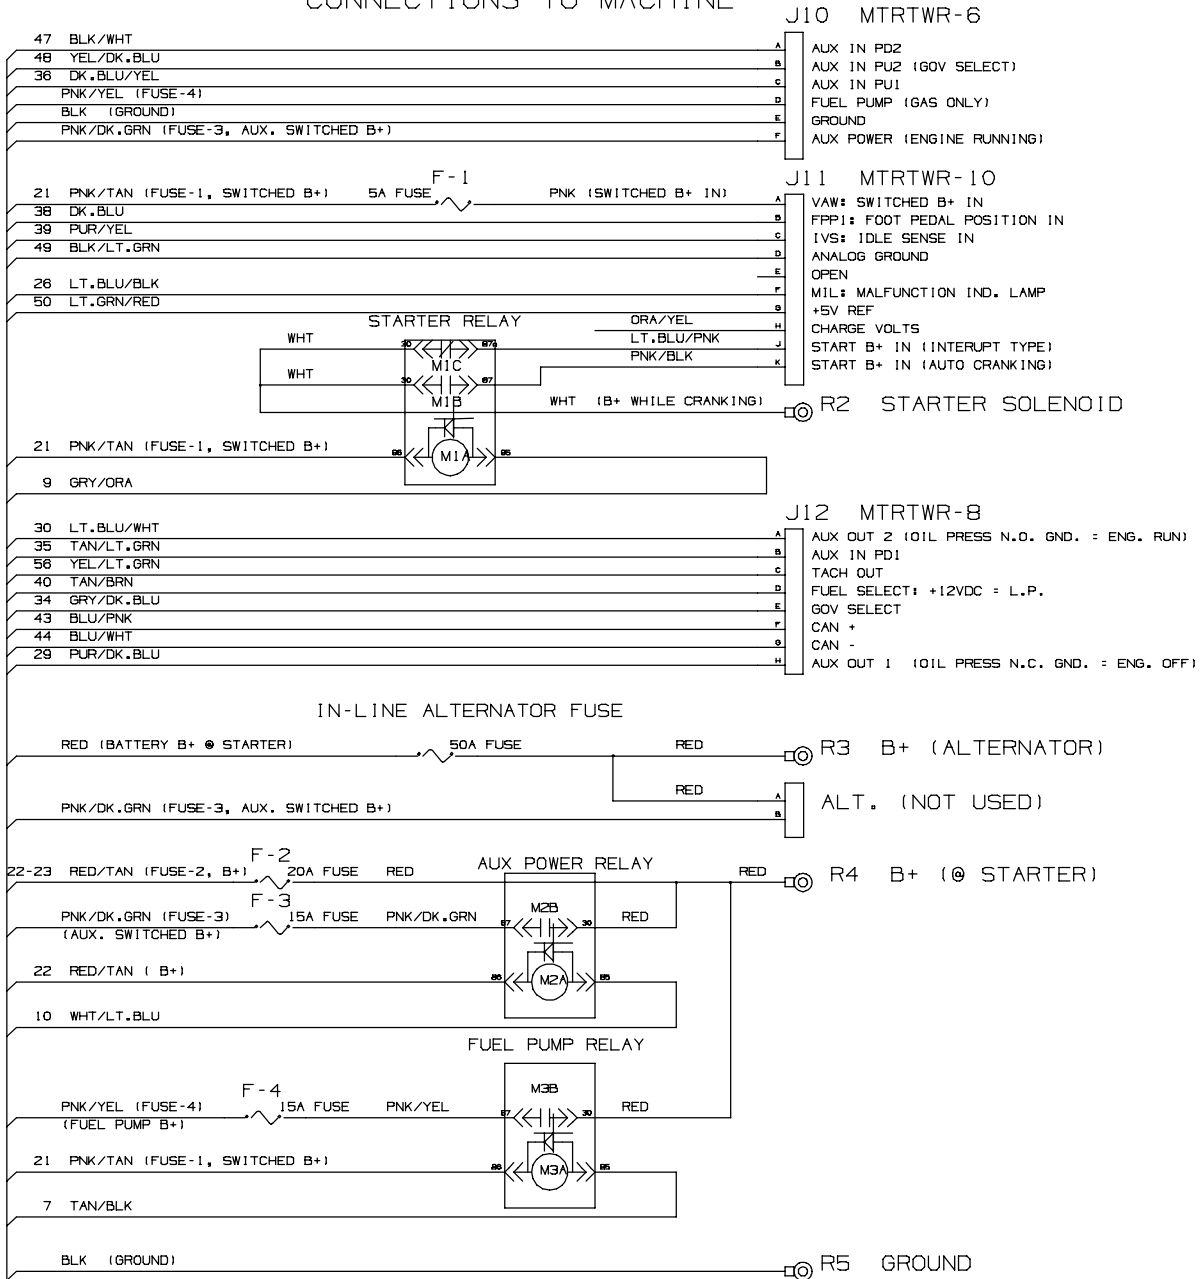 CONNECTIONS TO MACHINE
J10 MTRTWR-6
47 BLK/WHT A AUX IN PD2
48 YEL/DK.BLU B AUX IN PU2 (GOV SELECT)
36 DK.BLU/YEL C AUX IN PU1
PNK/YEL (FUSE-4) D FUEL PUMP (GAS ONLY)
BLK (GROUND) E GROUND
PNK/DK.GRN (FUSE-3, AUX. SWITCHED B+) F AUX POWER (ENGINE RUNNING)
F-1
J11 MTRTWR-10
21 PNK/TAN (FUSE-1, SWITCHED B+) 5A FUSE PNK (SWITCHED B+ IN) A VAW: SWITCHED B+ IN
38 DK.BLU B FPP1: FOOT PEDAL POSITION IN
39 PUR/YEL C IVS: IDLE SENSE IN
49 BLK/LT.GRN D ANALOG GROUND
E OPEN
26 LT.BLU/BLK F MIL: MALFUNCTION IND. LAMP
50 LT.GRN/RED G +5V REF
STARTER RELAY ORA/YEL H CHARGE VOLTS
WHT 30 87a LT.BLU/PNK J START B+ IN (INTERUPT TYPE)
M1C PNK/BLK K START B+ IN (AUTO CRANKING)
WHT 30 87
M1B WHT (B+ WHILE CRANKING) R2 STARTER SOLENOID
21 PNK/TAN (FUSE-1, SWITCHED B+) 86 M1A 85
9 GRY/ORA
J12 MTRTWR-8
30 LT.BLU/WHT A AUX OUT 2 (OIL PRESS N.O. GND. = ENG. RUN)
35 TAN/LT.GRN B AUX IN PD1
56 YEL/LT.GRN C TACH OUT
40 TAN/BRN D FUEL SELECT: +12VDC = L.P.
34 GRY/DK.BLU E GOV SELECT
43 BLU/PNK F CAN +
44 BLU/WHT G CAN -
29 PUR/DK.BLU H AUX OUT 1 (OIL PRESS N.C. GND. = ENG. OFF)
IN-LINE ALTERNATOR FUSE
RED (BATTERY B+ @ STARTER) 50A FUSE RED R3 B+ (ALTERNATOR)
RED A ALT. (NOT USED)
PNK/DK.GRN (FUSE-3, AUX. SWITCHED B+) B
F-2 AUX POWER RELAY
22-23 RED/TAN (FUSE-2, B+) 20A FUSE RED RED R4 B+ (@ STARTER)
F-3 M2B
PNK/DK.GRN (FUSE-3) 15A FUSE PNK/DK.GRN 87 30 RED
(AUX. SWITCHED B+)
22 RED/TAN ( B+) 86 M2A 85
10 WHT/LT.BLU
FUEL PUMP RELAY
F-4 M3B
PNK/YEL (FUSE-4) 15A FUSE PNK/YEL 87 30 RED
(FUEL PUMP B+)
21 PNK/TAN (FUSE-1, SWITCHED B+) 86 M3A 85
7 TAN/BLK
BLK (GROUND) R5 GROUND